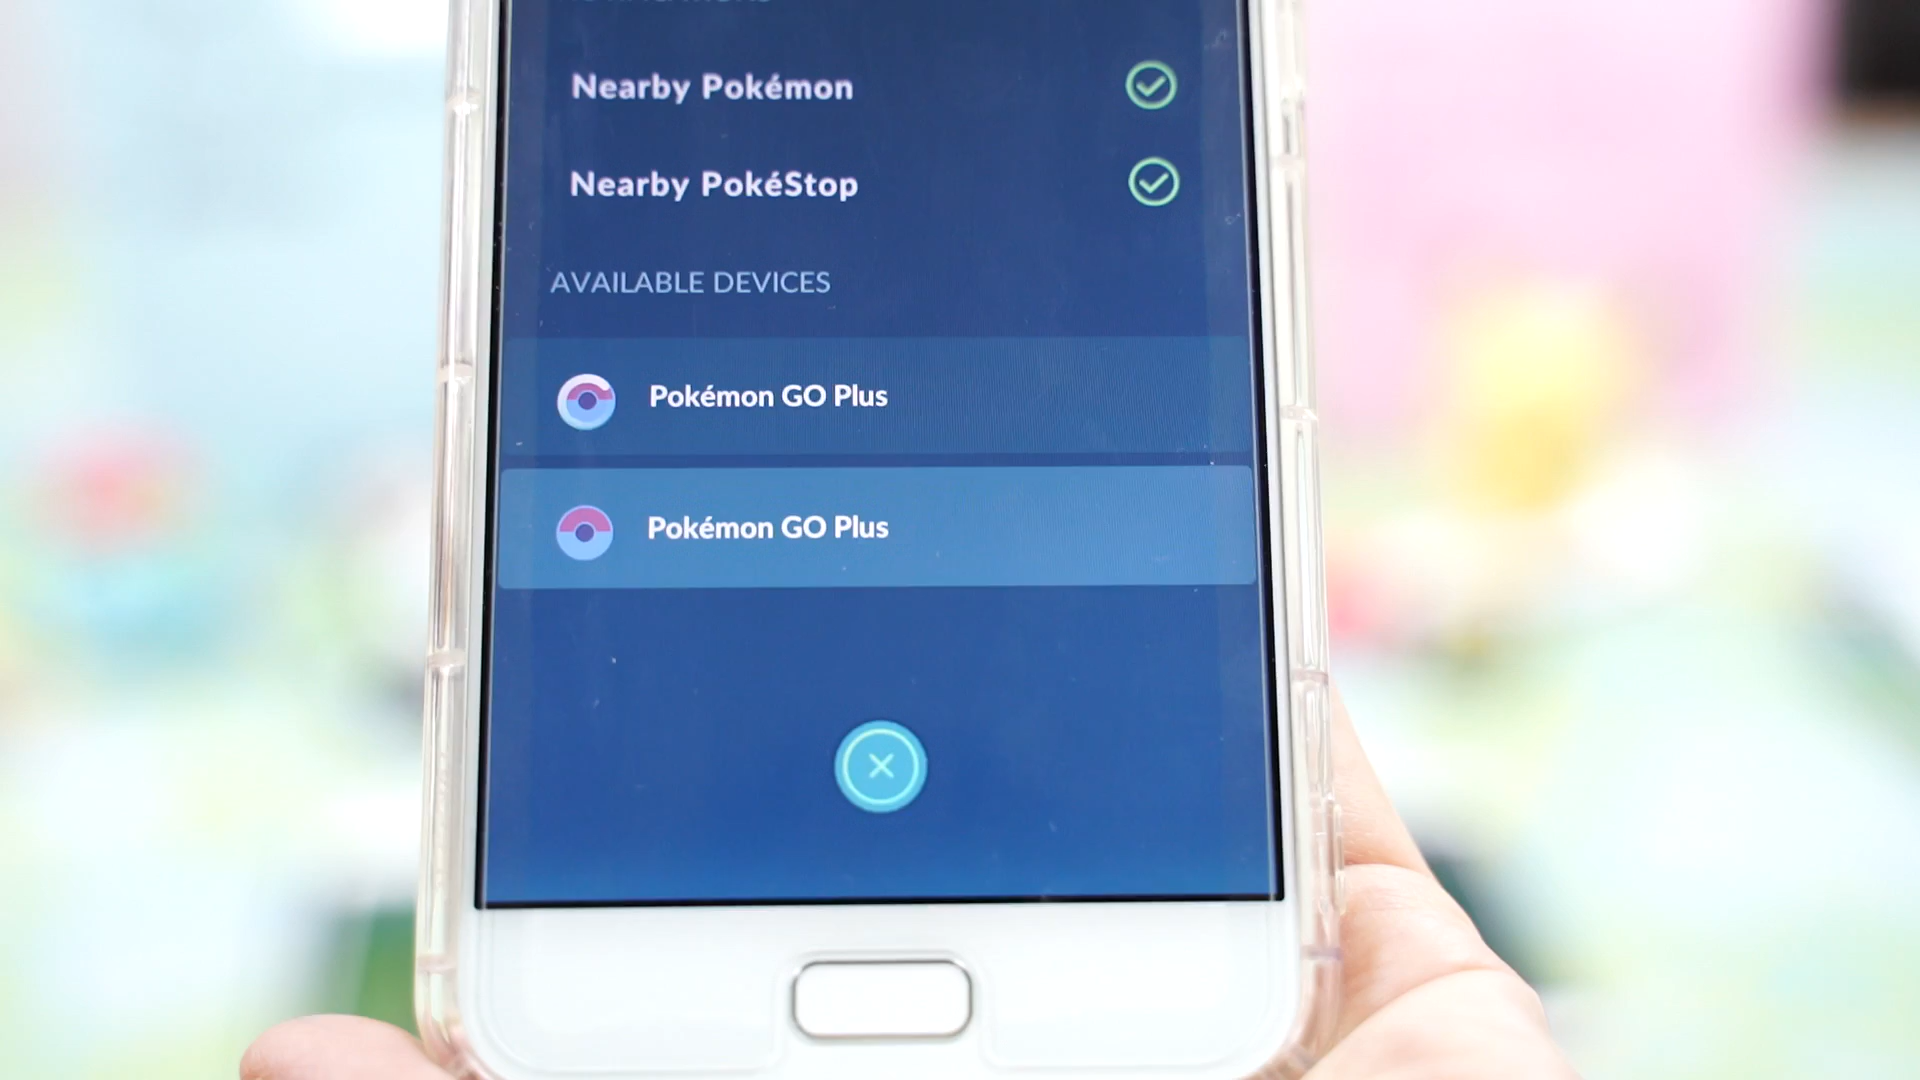 Nearby Pokémon
Nearby PokéStop
AVAILABLE DEVICES
Pokémon GO Plus
Pokémon GO Plus